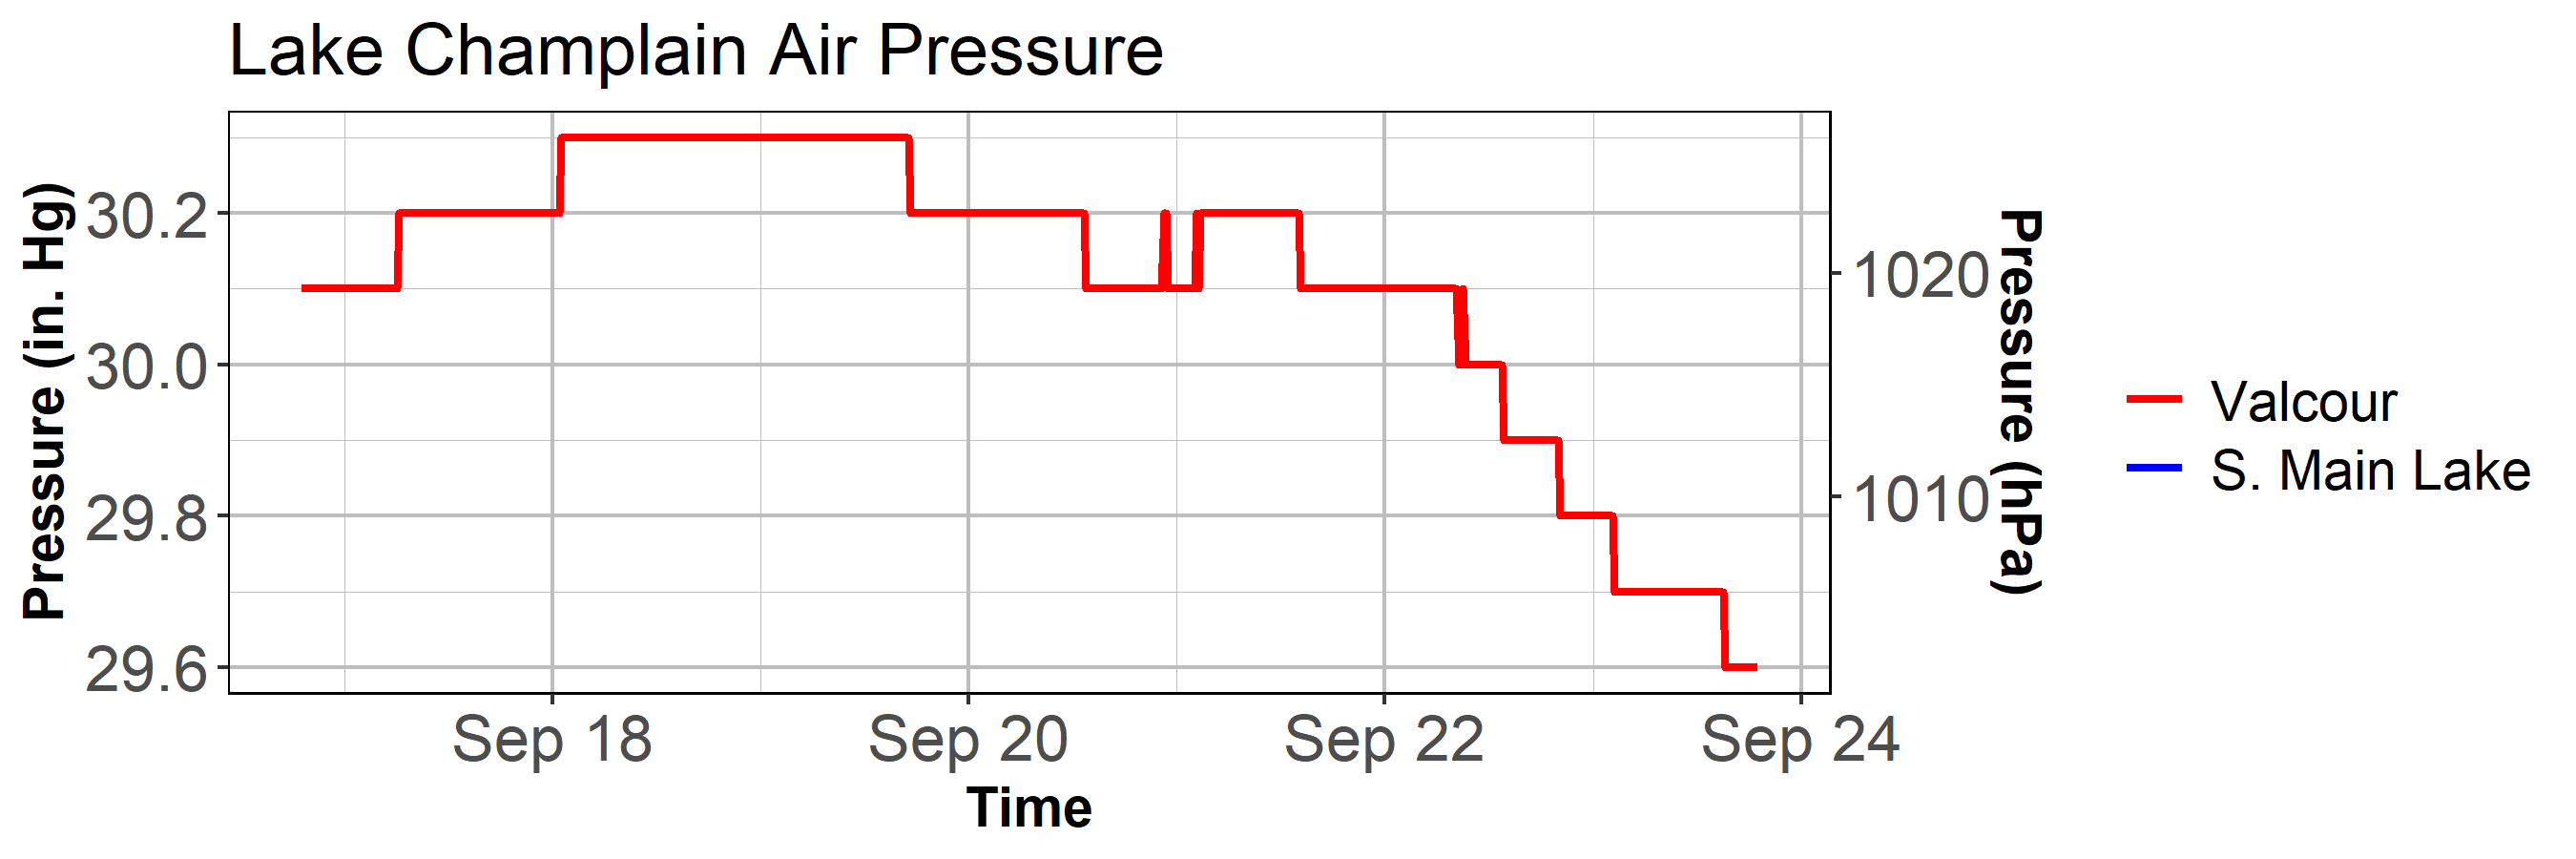 Lake Champlain Air Pressure
Pressure (in. Hg)
30.2
30.0
29.8
29.6
1020
1010
Pressure (hPa)
Valcour
S. Main Lake
Sep 18
Sep 20
Sep 22
Sep 24
Time